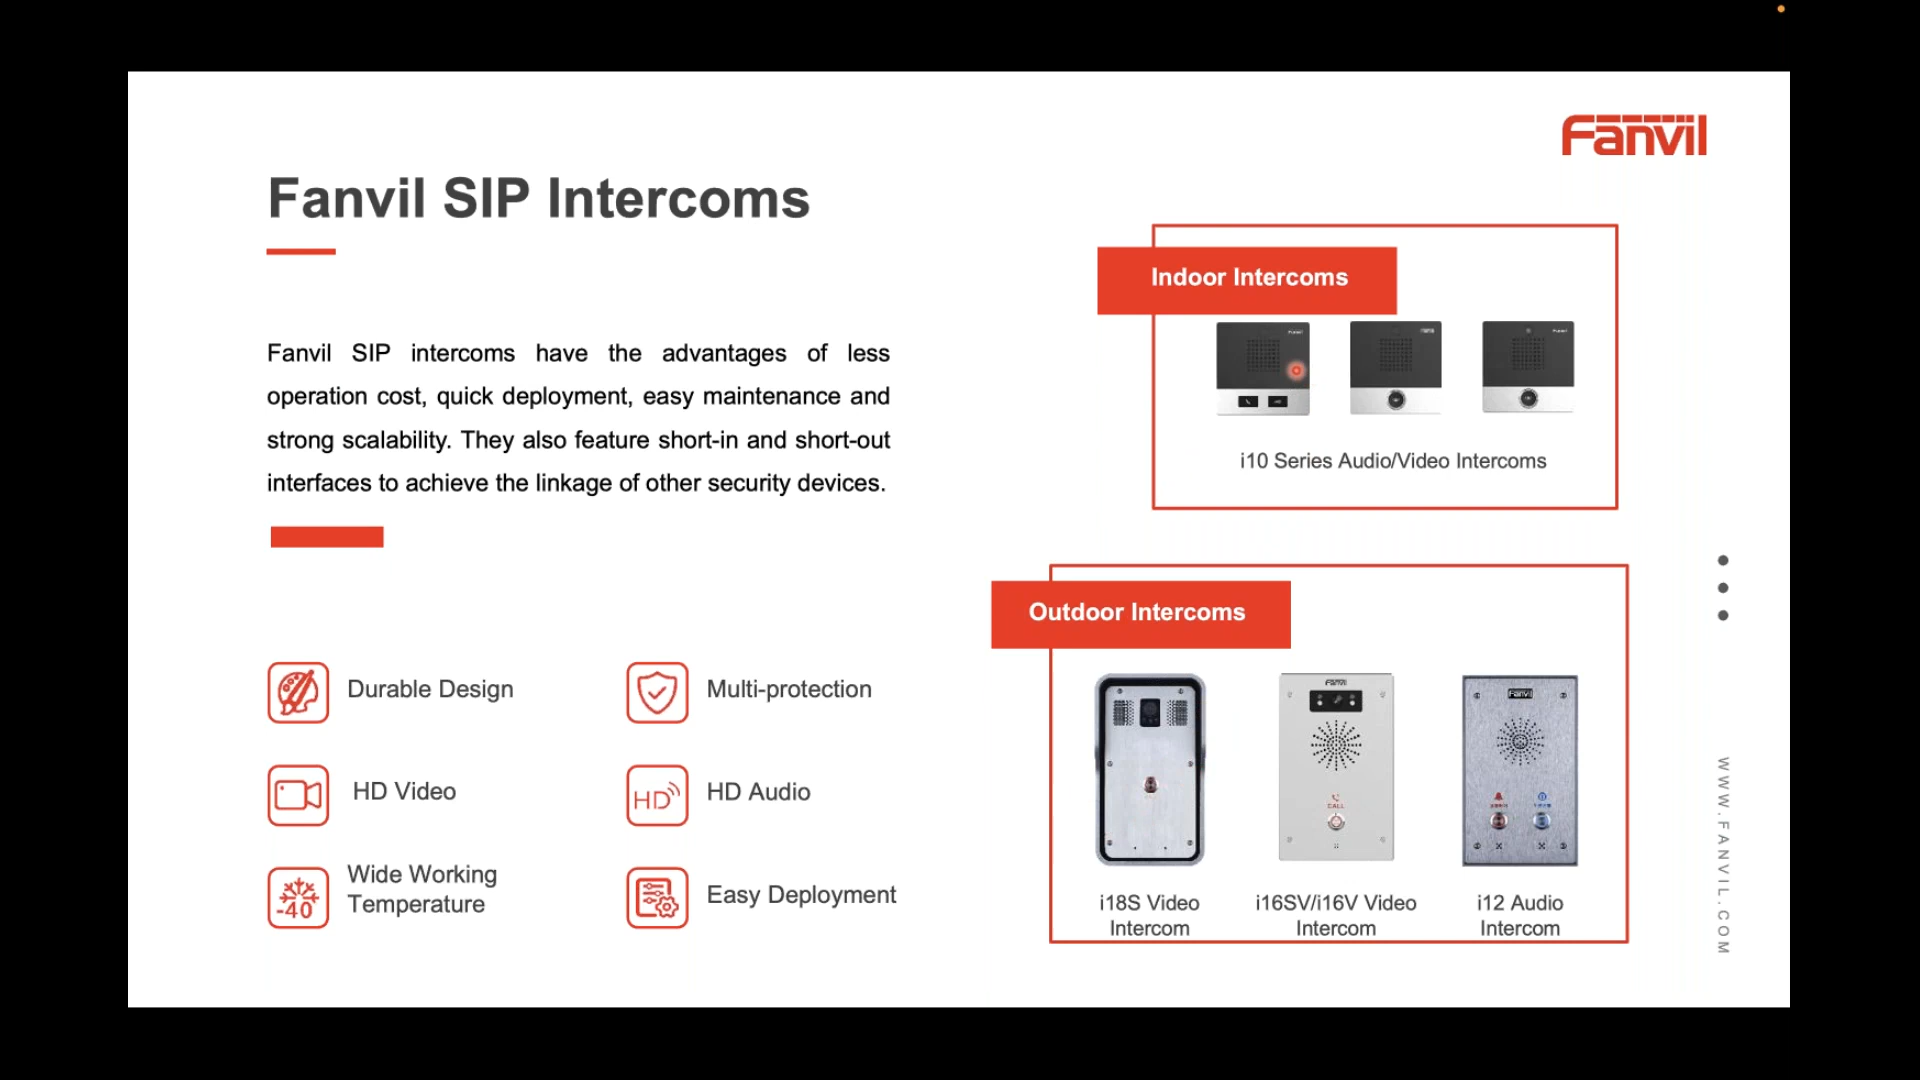 Fanvil
Fanvil SIP Intercoms
Fanvil SIP intercoms have the advantages of less
operation cost, quick deployment, easy maintenance and
strong scalability. They also feature short-in and short-out
interfaces to achieve the linkage of other security devices.
Durable Design
Multi-protection
HD Video
HD
HD Audio
-40
Wide Working
Temperature
Easy Deployment
Indoor Intercoms
i10 Series Audio/Video Intercoms
Outdoor Intercoms
Fanvil
CALL
Fanvil
i18S Video
Intercom
i16SV/i16V Video
Intercom
i12 Audio
Intercom
WWW.FANVIL.COM